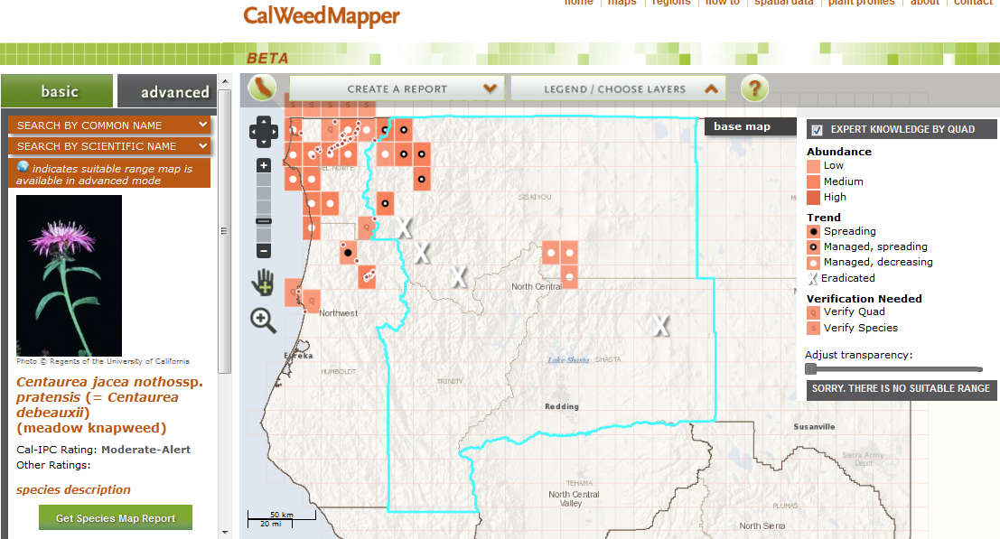 home | maps | regions | how to | spatial data | plant profiles | about | contact
CalWeedMapper
BETA
basic
advanced
SEARCH BY COMMON NAME
SEARCH BY SCIENTIFIC NAME
indicates suitable range map is
available in advanced mode
Photo © Regents of the University of California
Centaurea jacea nothossp.
pratensis (= Centaurea
debeauxii)
(meadow knapweed)
Cal-IPC Rating: Moderate-Alert
Other Ratings:
species description
Get Species Map Report
CREATE A REPORT
LEGEND / CHOOSE LAYERS
?
base map
S S S S S
Q
DEL NORTE
SISKIYOU
Q
X
X
X
North Central
Q
Q
Northwest
X
Eureka
HUMBOLDT
Lake Shasta
SHASTA
TRINITY
Redding
Susanville
Sierra Army
Depot
TEHAMA
North Central
Valley
PLUMAS
North Sierra
50 km
20 mi
EXPERT KNOWLEDGE BY QUAD
Abundance
Low
Medium
High
Trend
Spreading
Managed, spreading
Managed, decreasing
X Eradicated
Verification Needed
Q Verify Quad
S Verify Species
Adjust transparency:
SORRY. THERE IS NO SUITABLE RANGE